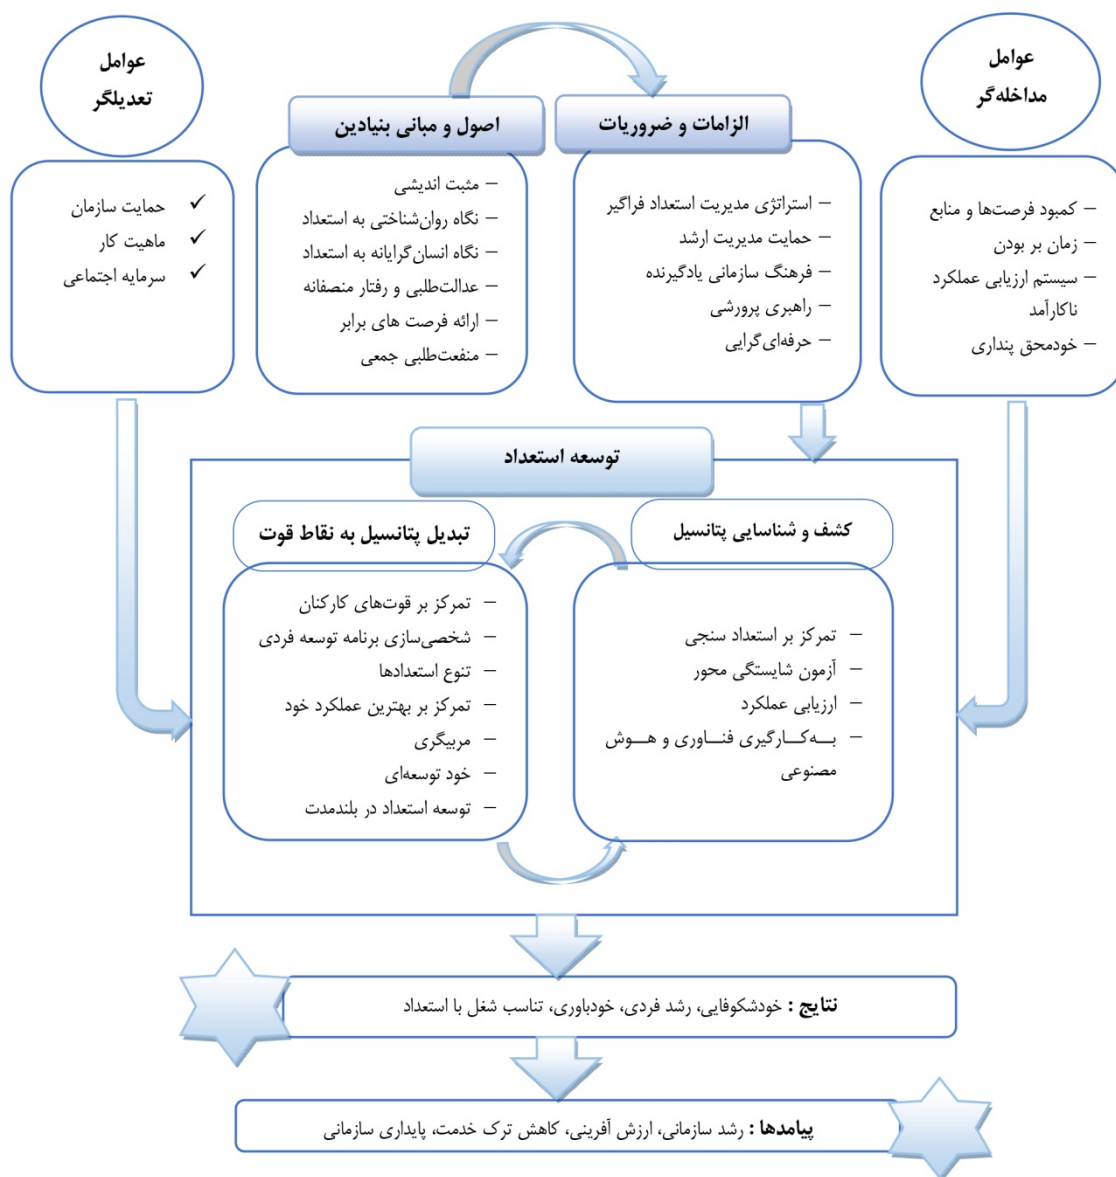 عوامل
مداخله‌گر
– کمبود فرصت‌ها و منابع
– زمان بر بودن
– سیستم ارزیابی عملکرد
ناکارآمد
– خودمحق پنداری
الزامات و ضروریات
– استراتژی مدیریت استعداد فراگیر
– حمایت مدیریت ارشد
– فرهنگ سازمانی یادگیرنده
– راهبری پرورشی
– حرفه‌ای‌گرایی
اصول و مبانی بنیادین
– مثبت اندیشی
– نگاه روان‌شناختی به استعداد
– نگاه انسان‌گرایانه به استعداد
– عدالت‌طلبی و رفتار منصفانه
– ارائه فرصت های برابر
– منفعت‌طلبی جمعی
عوامل
تعدیلگر
✓ حمایت سازمان
✓ ماهیت کار
✓ سرمایه اجتماعی
توسعه استعداد
کشف و شناسایی پتانسیل
– تمرکز بر استعداد سنجی
– آزمون شایستگی محور
– ارزیابی عملکرد
– بــه‌کــارگیری فنــاوری و هــوش
مصنوعی
تبدیل پتانسیل به نقاط قوت
– تمرکز بر قوت‌های کارکنان
– شخصی‌سازی برنامه توسعه فردی
– تنوع استعدادها
– تمرکز بر بهترین عملکرد خود
– مربیگری
– خود توسعه‌ای
– توسعه استعداد در بلندمدت
نتایج : خودشکوفایی، رشد فردی، خودباوری، تناسب شغل با استعداد
پیامدها : رشد سازمانی، ارزش آفرینی، کاهش ترک خدمت، پایداری سازمانی